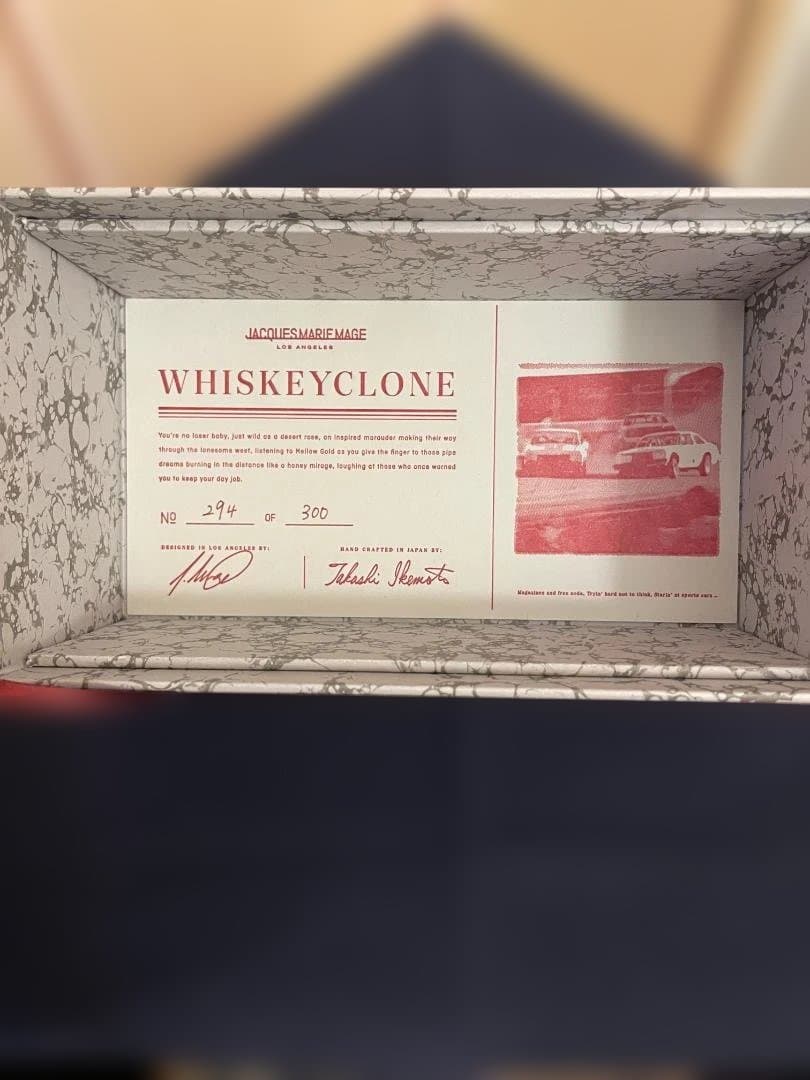 JACQUES MARIE MAGE
LOS ANGELES
WHISKEYCLONE
You're no loser baby, just wild as a desert rose, an inspired marauder making their way
through the lonesome west, listening to Mellow Gold as you give the finger to those pipe
dreams burning in the distance like a honey mirage, laughing at those who once warned
you to keep your day job.
Nº 294 OF 300
DESIGNED IN LOS ANGELES BY:
HAND CRAFTED IN JAPAN BY:
Takashi Ikemoto
Magazines and free soda, Tryin' hard not to think, Starin' at sports cars...